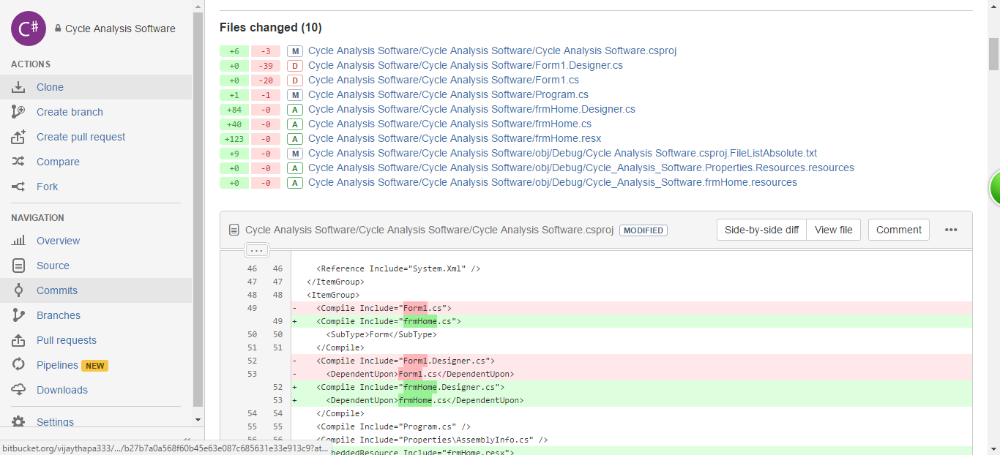 C#
Cycle Analysis Software
ACTIONS
Clone
Create branch
Create pull request
Compare
Fork
NAVIGATION
Overview
Source
Commits
Branches
Pull requests
Pipelines NEW
Downloads
Settings
bitbucket.org/vijaythapa333/.../b27b7a0a568f60b45e63e087c685631e33e913c9?at...
Files changed (10)
+6 -3 M Cycle Analysis Software/Cycle Analysis Software/Cycle Analysis Software.csproj
+0 -39 D Cycle Analysis Software/Cycle Analysis Software/Form1.Designer.cs
+0 -20 D Cycle Analysis Software/Cycle Analysis Software/Form1.cs
+1 -1 M Cycle Analysis Software/Cycle Analysis Software/Program.cs
+84 -0 A Cycle Analysis Software/Cycle Analysis Software/frmHome.Designer.cs
+40 -0 A Cycle Analysis Software/Cycle Analysis Software/frmHome.cs
+123 -0 A Cycle Analysis Software/Cycle Analysis Software/frmHome.resx
+9 -0 M Cycle Analysis Software/Cycle Analysis Software/obj/Debug/Cycle Analysis Software.csproj.FileListAbsolute.txt
+0 -0 A Cycle Analysis Software/Cycle Analysis Software/obj/Debug/Cycle_Analysis_Software.Properties.Resources.resources
+0 -0 A Cycle Analysis Software/Cycle Analysis Software/obj/Debug/Cycle_Analysis_Software.frmHome.resources
Cycle Analysis Software/Cycle Analysis Software/Cycle Analysis Software.csproj MODIFIED Side-by-side diff View file Comment •••
...
46 46 <Reference Include="System.Xml" />
47 47 </ItemGroup>
48 48 <ItemGroup>
49 - <Compile Include="Form1.cs">
49 + <Compile Include="frmHome.cs">
50 50 <SubType>Form</SubType>
51 51 </Compile>
52 - <Compile Include="Form1.Designer.cs">
53 - <DependentUpon>Form1.cs</DependentUpon>
52 + <Compile Include="frmHome.Designer.cs">
53 + <DependentUpon>frmHome.cs</DependentUpon>
54 54 </Compile>
55 55 <Compile Include="Program.cs" />
56 56 <Compile Include="Properties\AssemblyInfo.cs" />
beddedResource Include="frmHome.resx">